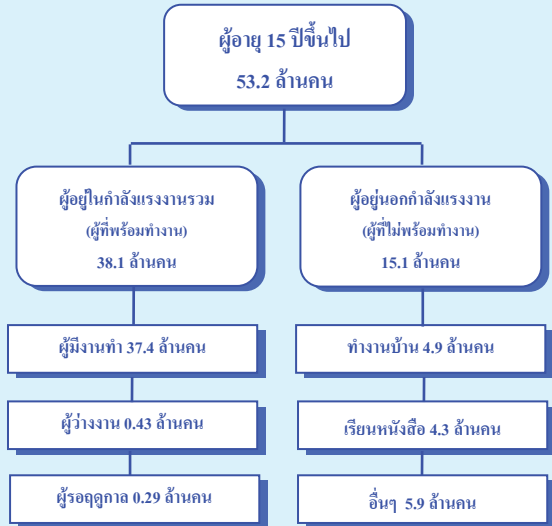 ผู้อายุ 15 ปีขึ้นไป
53.2 ล้านคน
ผู้อยู่ในกำลังแรงงานรวม
(ผู้ที่พร้อมทำงาน)
38.1 ล้านคน
ผู้อยู่นอกกำลังแรงงาน
(ผู้ที่ไม่พร้อมทำงาน)
15.1 ล้านคน
ผู้มีงานทำ 37.4 ล้านคน
ผู้ว่างงาน 0.43 ล้านคน
ผู้รอฤดูกาล 0.29 ล้านคน
ทำงานบ้าน 4.9 ล้านคน
เรียนหนังสือ 4.3 ล้านคน
อื่นๆ 5.9 ล้านคน